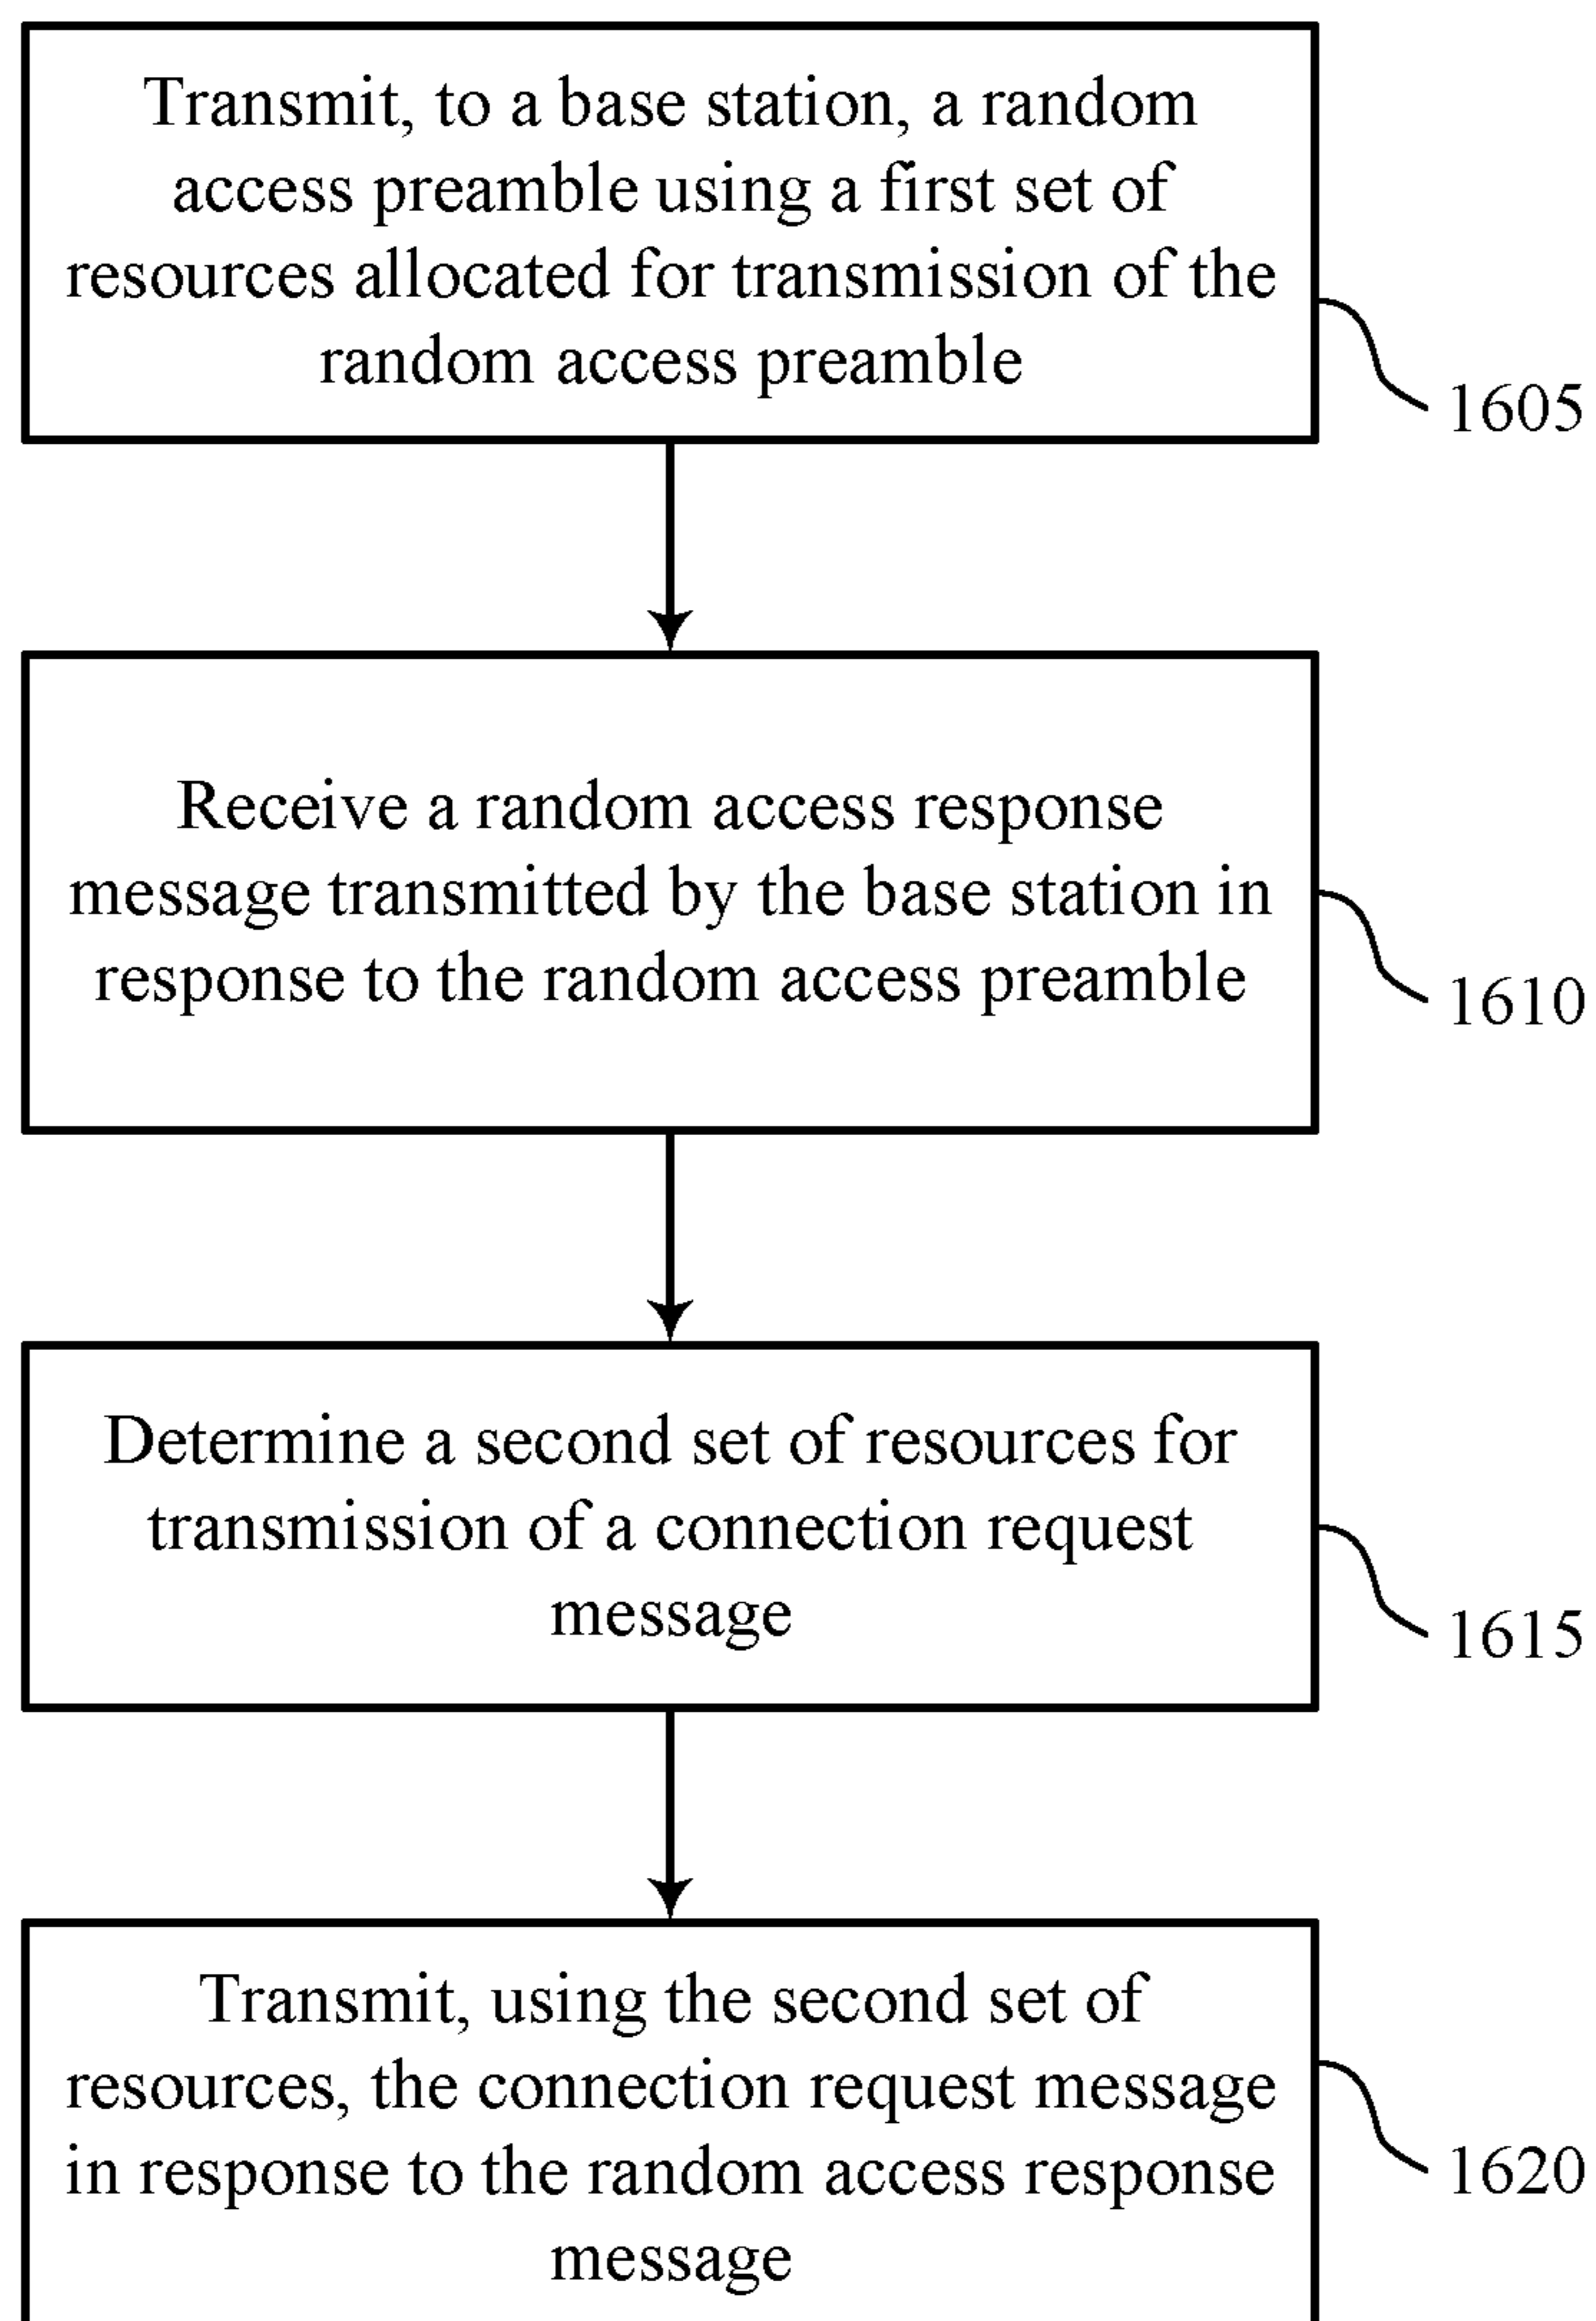 Transmit, to a base station, a random
access preamble using a first set of
resources allocated for transmission of the
random access preamble
1605
Receive a random access response
message transmitted by the base station in
response to the random access preamble
1610
Determine a second set of resources for
transmission of a connection request
message
1615
Transmit, using the second set of
resources, the connection request message
in response to the random access response
message
1620